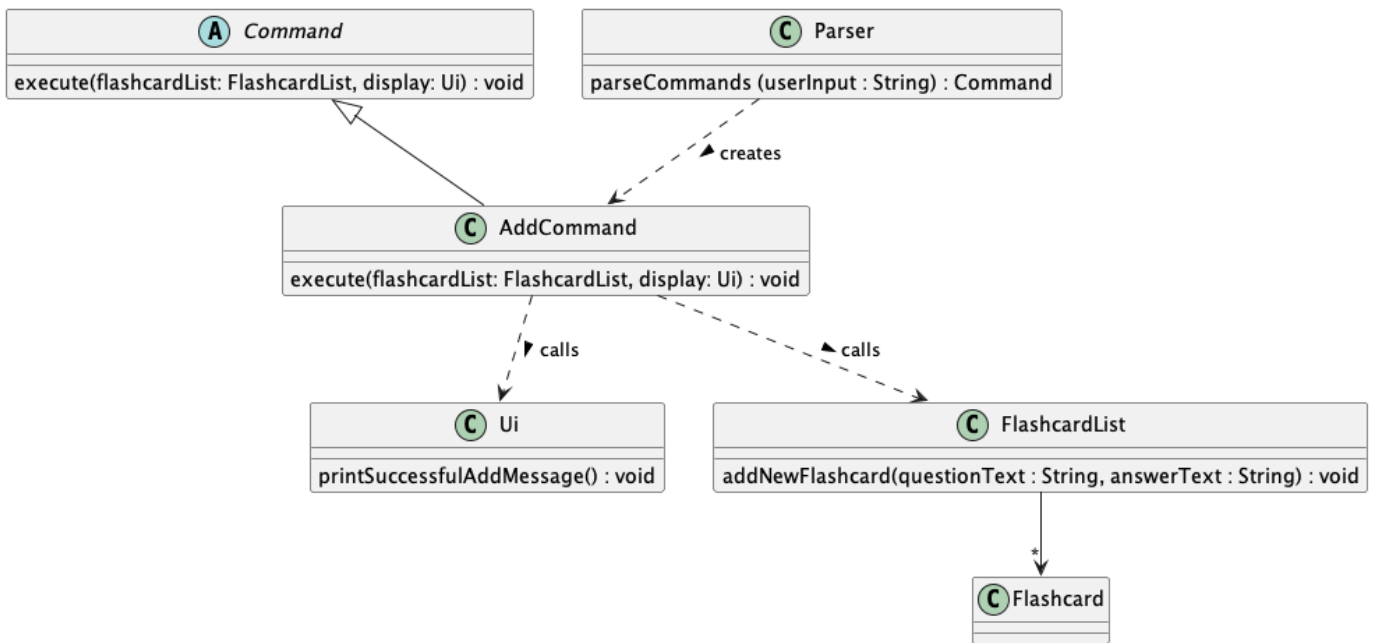 A Command
execute(flashcardList: FlashcardList, display: Ui) : void
C Parser
parseCommands (userInput : String) : Command
creates
C AddCommand
execute(flashcardList: FlashcardList, display: Ui) : void
calls
calls
C Ui
printSuccessfulAddMessage() : void
C FlashcardList
addNewFlashcard(questionText : String, answerText : String) : void
*
C Flashcard